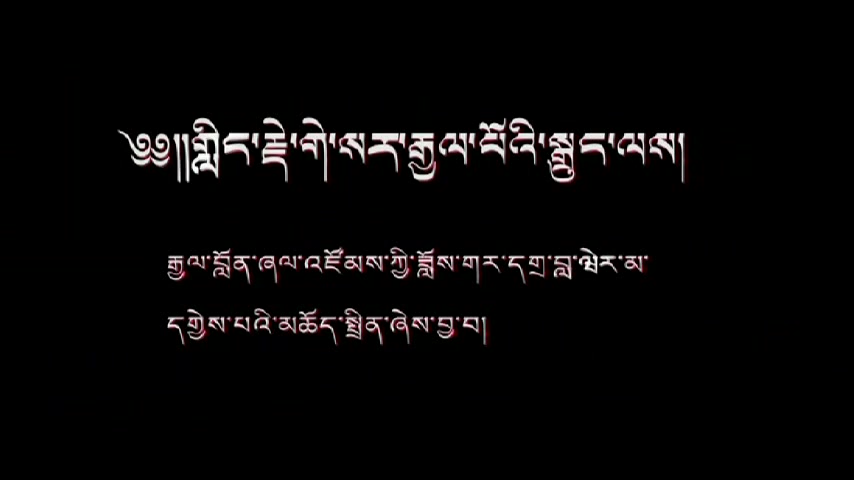 ༄༅།།གླིང་རྗེ་གེ་སར་རྒྱལ་པོའི་སྒྲུང་ལས།
རྒྱལ་བློན་ཞལ་འཛོམས་ཀྱི་ཟློས་གར་དགྲ་བླ་ཝེར་མ་
དགྱེས་པའི་མཆོད་སྤྲིན་ཞེས་བྱ་བ།